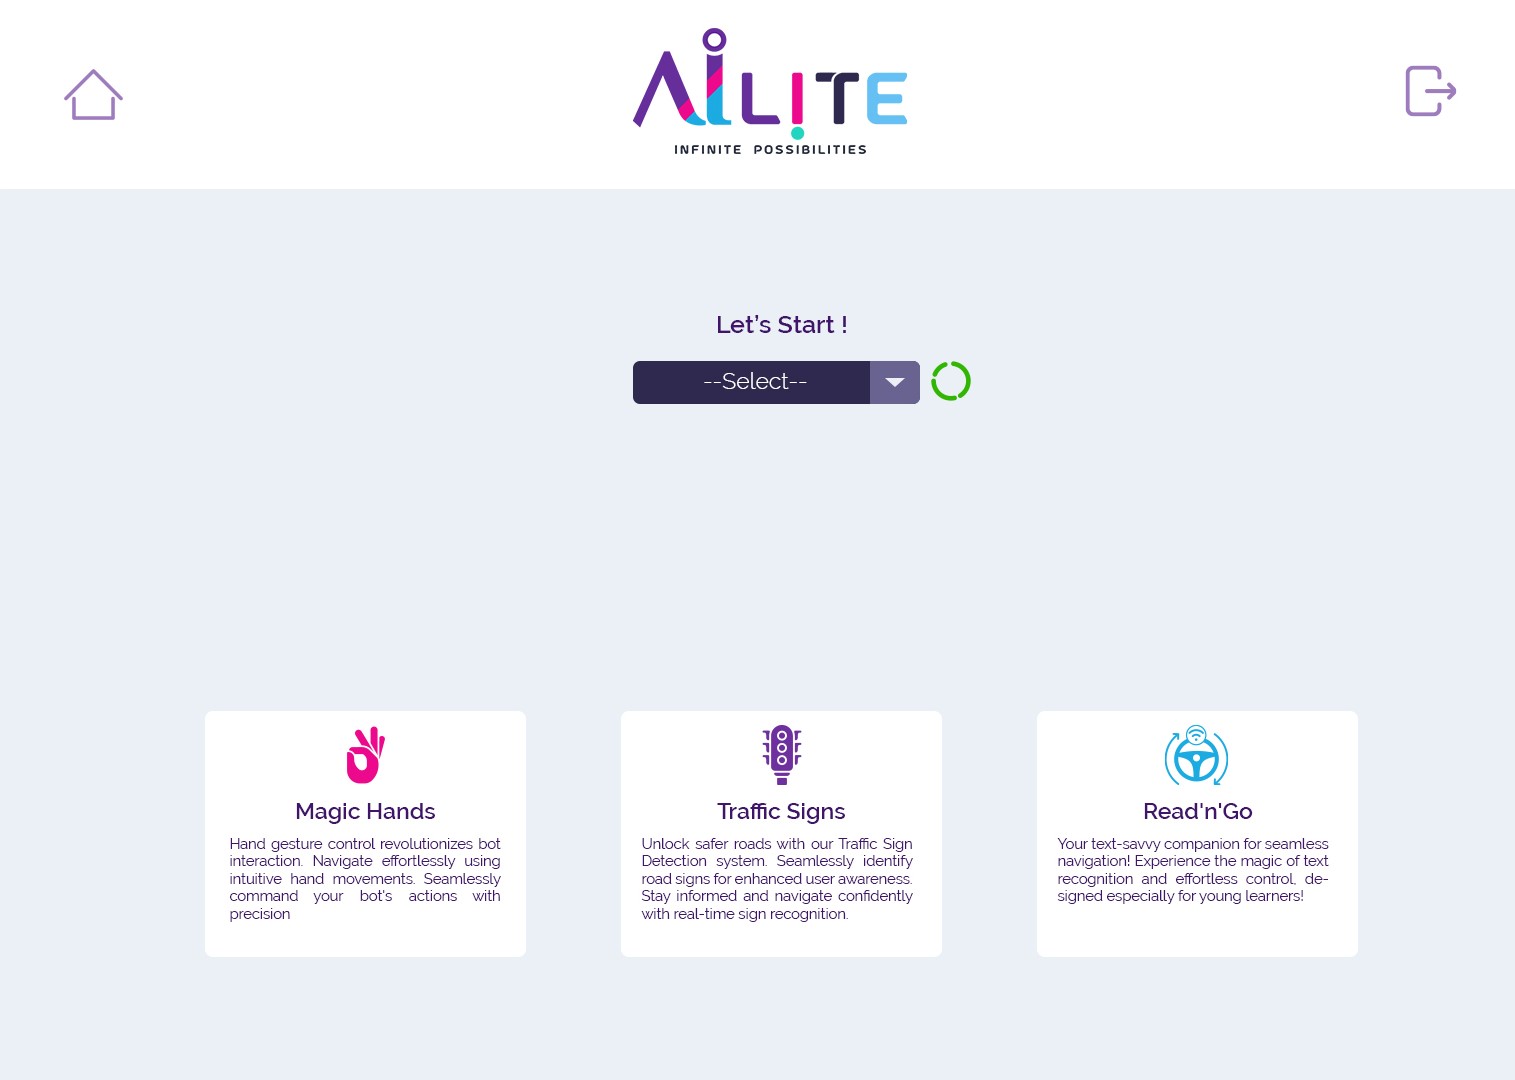 AiLiTE
INFINITE POSSIBILITIES
Let's Start !
--Select--
Magic Hands
Hand gesture control revolutionizes bot
interaction. Navigate effortlessly using
intuitive hand movements. Seamlessly
command your bot's actions with
precision
Traffic Signs
Unlock safer roads with our Traffic Sign
Detection system. Seamlessly identify
road signs for enhanced user awareness.
Stay informed and navigate confidently
with real-time sign recognition.
Read'n'Go
Your text-savvy companion for seamless
navigation! Experience the magic of text
recognition and effortless control, de-
signed especially for young learners!